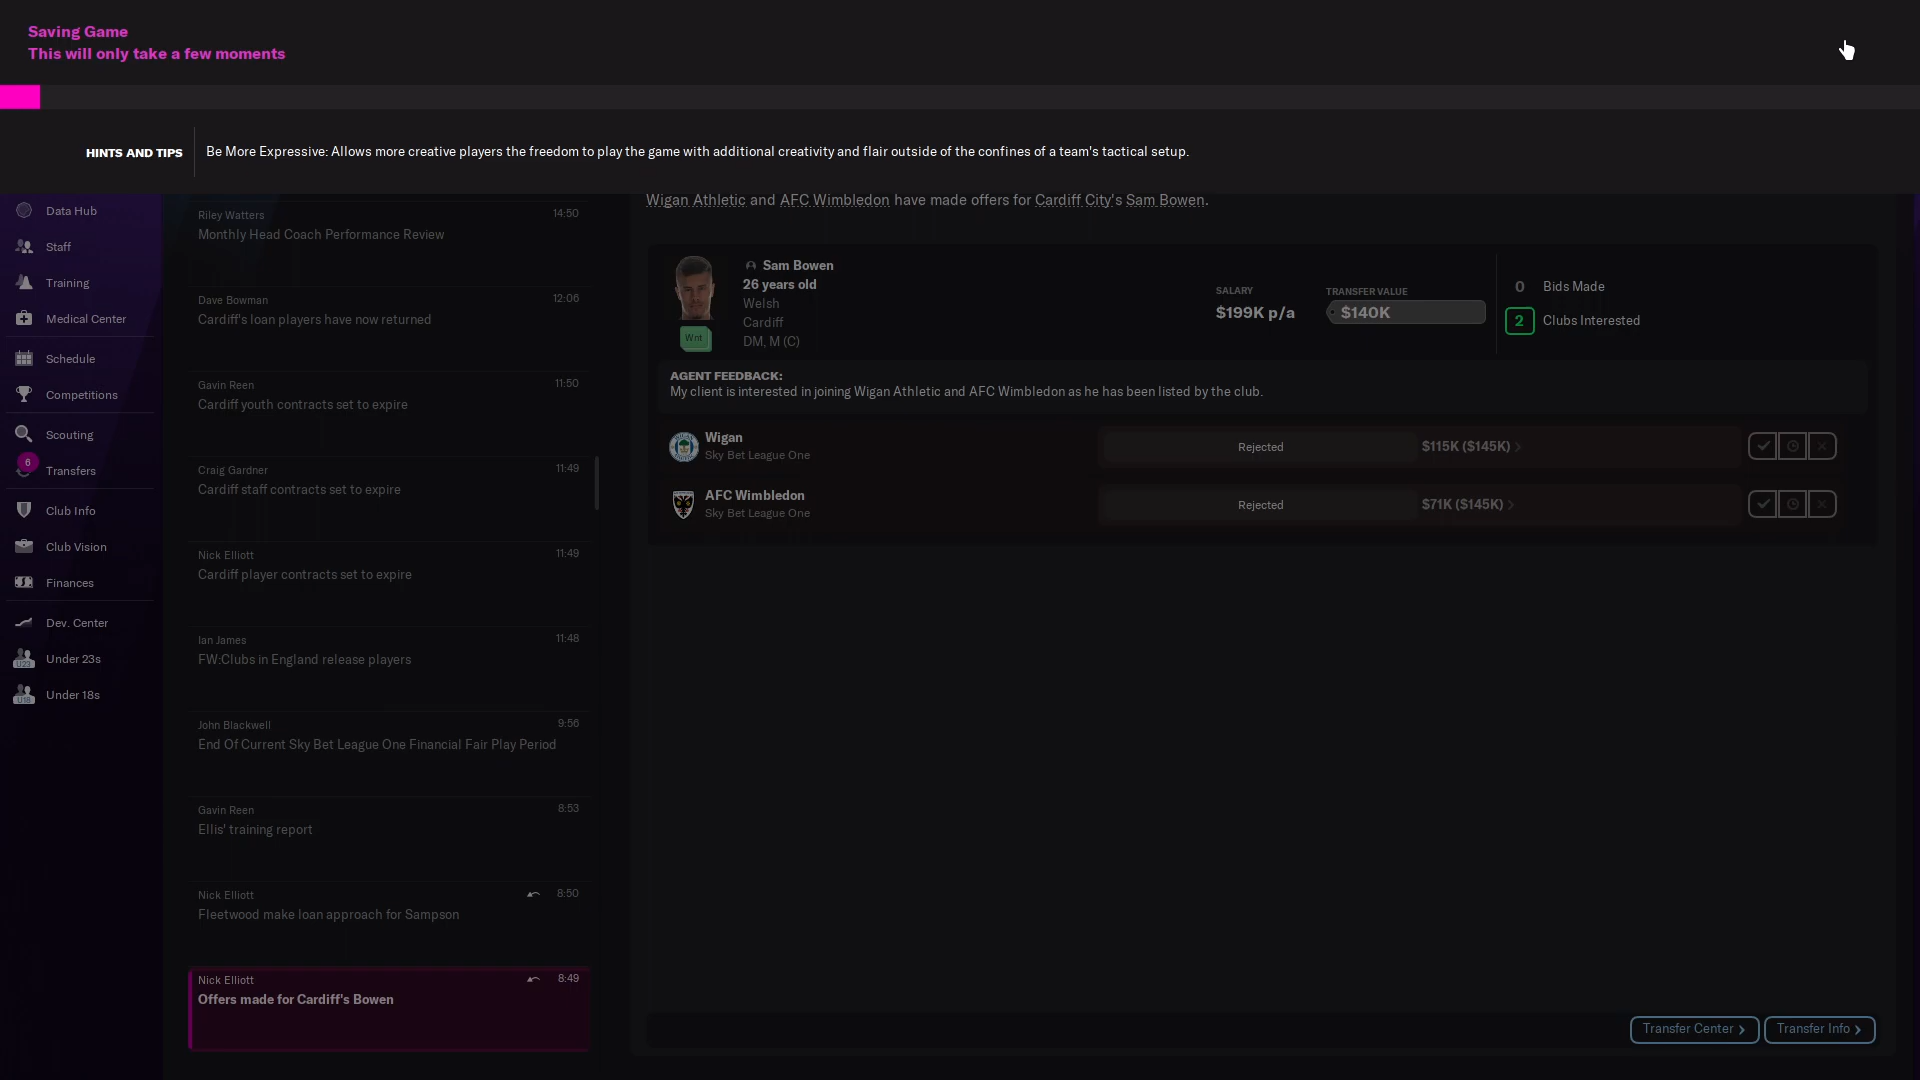 Saving Game
This will only take a few moments
HINTS AND TIPS
Be More Expressive: Allows more creative players the freedom to play the game with additional creativity and flair outside of the confines of a team's tactical setup.
Data Hub
Staff
Training
Medical Center
Schedule
Competitions
Scouting
6
Transfers
Club Info
Club Vision
Finances
Dev. Center
U23
Under 23s
U18
Under 18s
Riley Watters 14:50
Monthly Head Coach Performance Review
Dave Bowman 12:06
Cardiff's loan players have now returned
Gavin Reen 11:50
Cardiff youth contracts set to expire
Craig Gardner 11:49
Cardiff staff contracts set to expire
Nick Elliott 11:49
Cardiff player contracts set to expire
Ian James 11:48
FW:Clubs in England release players
John Blackwell 9:56
End Of Current Sky Bet League One Financial Fair Play Period
Gavin Reen 8:53
Ellis' training report
Nick Elliott 8:50
Fleetwood make loan approach for Sampson
Nick Elliott 8:49
Offers made for Cardiff's Bowen
Wigan Athletic and AFC Wimbledon have made offers for Cardiff City's Sam Bowen.
Sam Bowen
26 years old
Welsh
Cardiff
DM, M (C)
Wnt
SALARY
$199K p/a
TRANSFER VALUE
$140K
0 Bids Made
2 Clubs Interested
AGENT FEEDBACK:
My client is interested in joining Wigan Athletic and AFC Wimbledon as he has been listed by the club.
Wigan
Sky Bet League One
Rejected
$115K ($145K)
AFC Wimbledon
Sky Bet League One
Rejected
$71K ($145K)
Transfer Center
Transfer Info